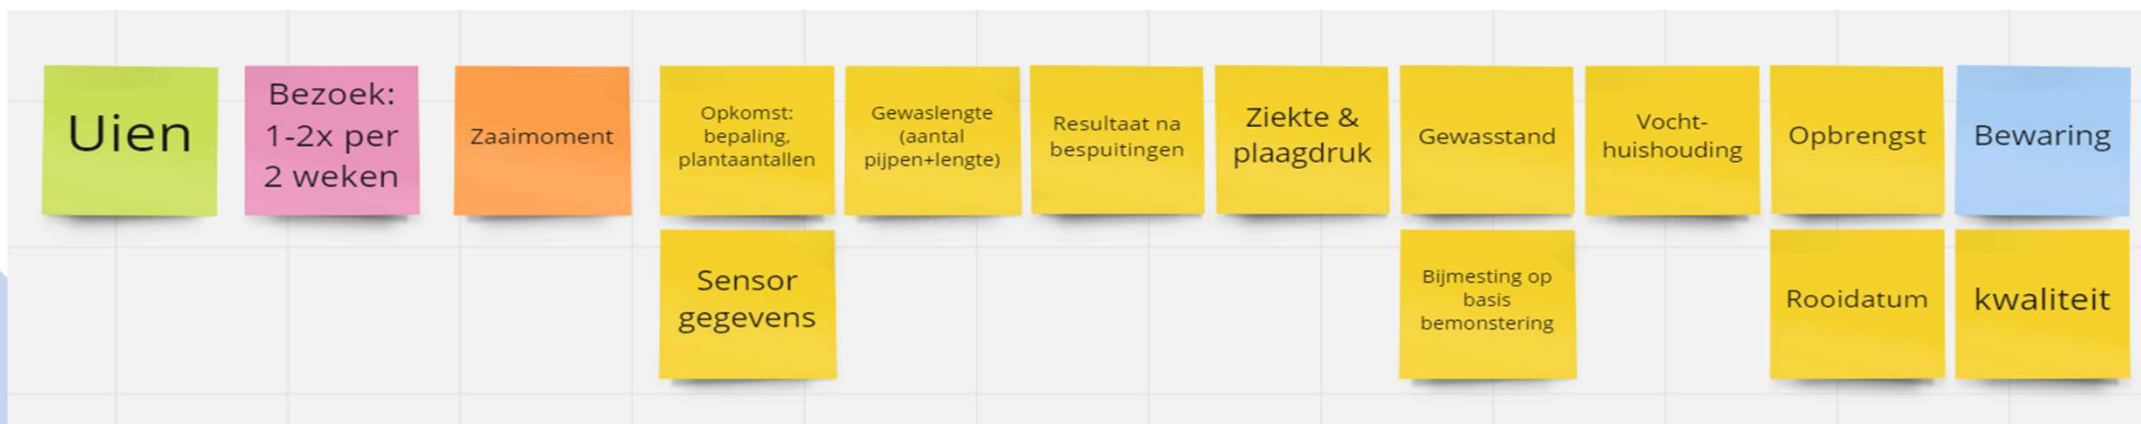 Uien
Bezoek:
1-2x per
2 weken
Zaaimoment
Opkomst:
bepaling,
plantaantallen
Gewaslengte
(aantal
pijpen+lengte)
Resultaat na
bespuitingen
Ziekte &
plaagdruk
Gewasstand
Vocht-
huishouding
Opbrengst
Bewaring
Sensor
gegevens
Bijmesting op
basis
bemonstering
Rooidatum
kwaliteit